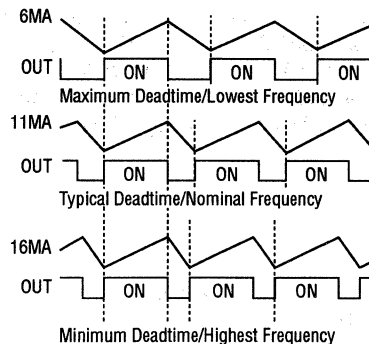 6MA
OUT ON ON ON
Maximum Deadtime/Lowest Frequency
11MA
OUT ON ON ON
Typical Deadtime/Nominal Frequency
16MA
OUT ON ON ON
Minimum Deadtime/Highest Frequency